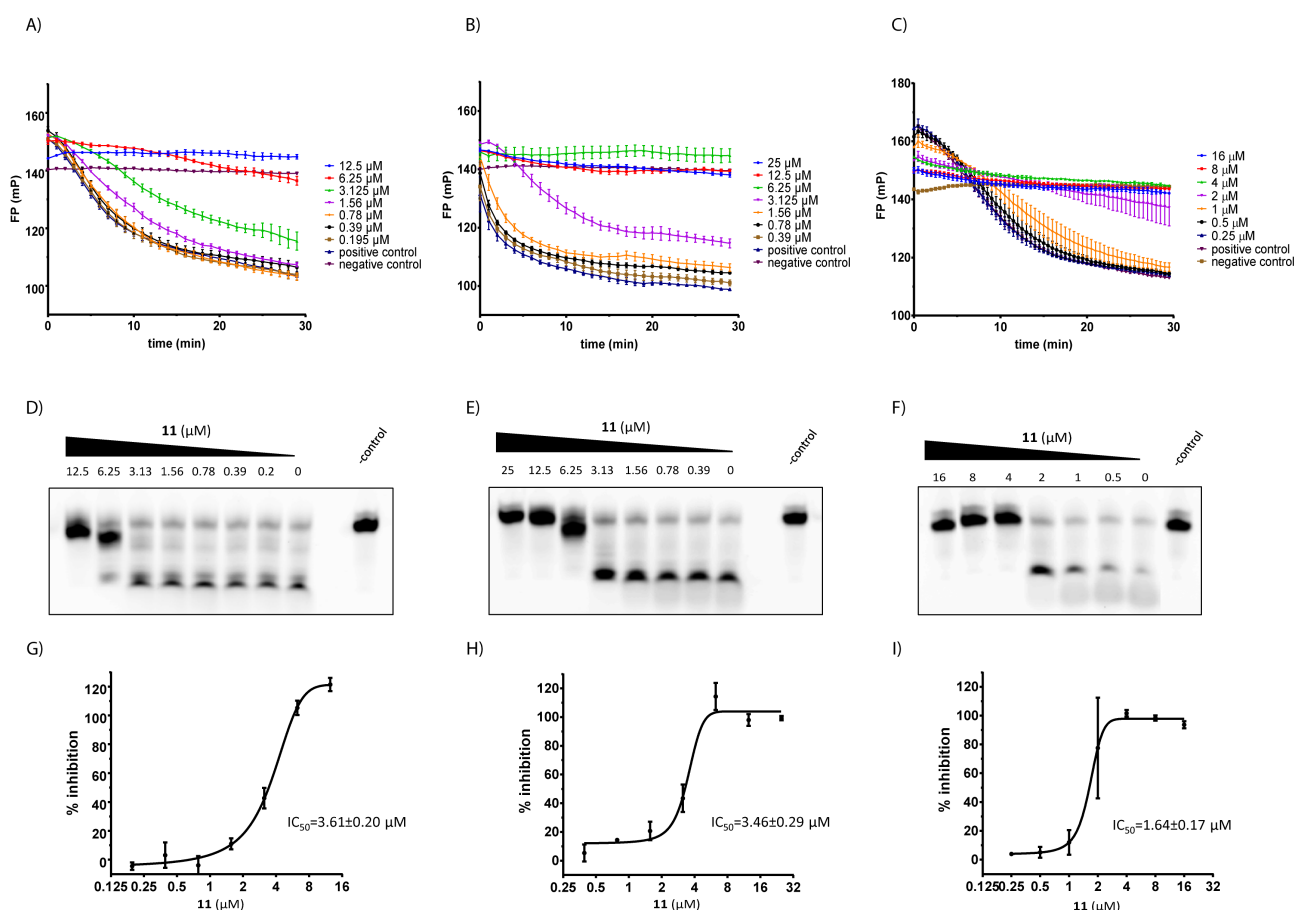 A)
B)
C)
FP (mP)
160
140
120
100
0
10
20
30
time (min)
12.5 µM
6.25 µM
3.125 µM
1.56 µM
0.78 µM
0.39 µM
0.195 µM
positive control
negative control
FP (mP)
160
140
120
100
0
10
20
30
time (min)
25 µM
12.5 µM
6.25 µM
3.125 µM
1.56 µM
0.78 µM
0.39 µM
positive control
negative control
FP (mP)
180
160
140
120
100
0
10
20
30
time (min)
16 µM
8 µM
4 µM
2 µM
1 µM
0.5 µM
0.25 µM
positive control
negative control
D)
11 (µM)
-control
12.5 6.25 3.13 1.56 0.78 0.39 0.2 0
E)
11 (µM)
-control
25 12.5 6.25 3.13 1.56 0.78 0.39 0
F)
11 (µM)
-control
16 8 4 2 1 0.5 0
G)
% inhibition
120
100
80
60
40
20
0
IC50=3.61±0.20 µM
0.125 0.25 0.5 1 2 4 8 16
11 (µM)
H)
% inhibition
120
100
80
60
40
20
0
IC50=3.46±0.29 µM
0.25 0.5 1 2 4 8 16 32
11 (µM)
I)
% inhibition
120
100
80
60
40
20
0
IC50=1.64±0.17 µM
0.125 0.25 0.5 1 2 4 8 16 32
11 (µM)